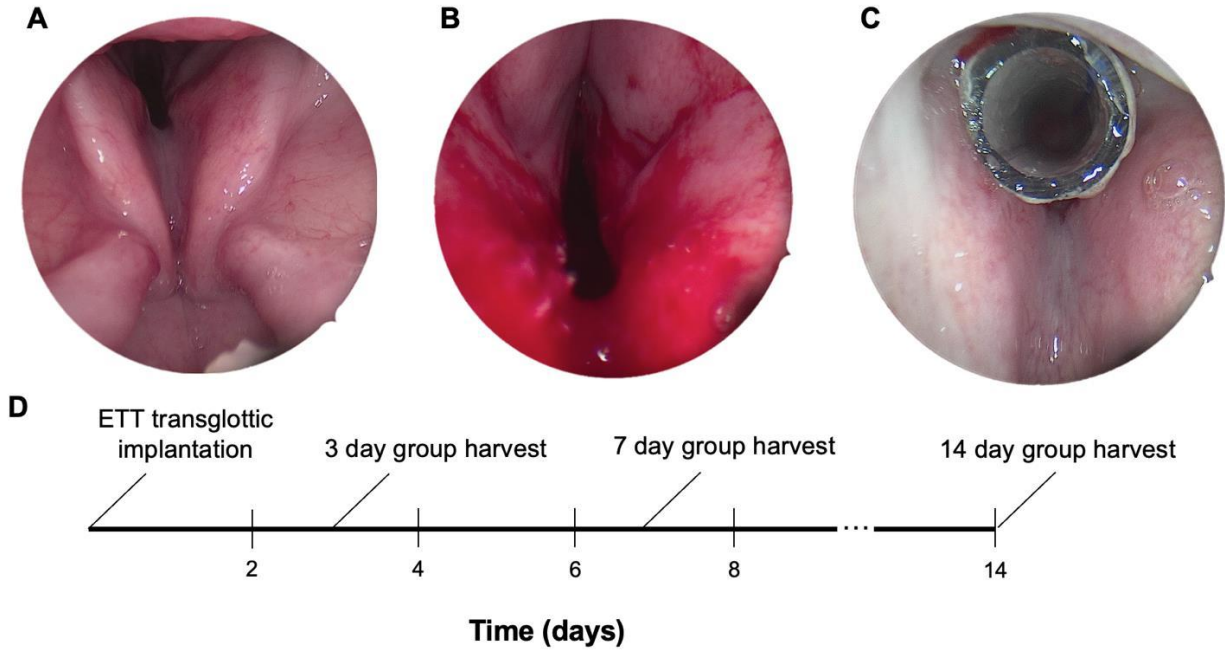 A
B
C
D
ETT transglottic
implantation
3 day group harvest
7 day group harvest
14 day group harvest
...
2
4
6
8
14
Time (days)